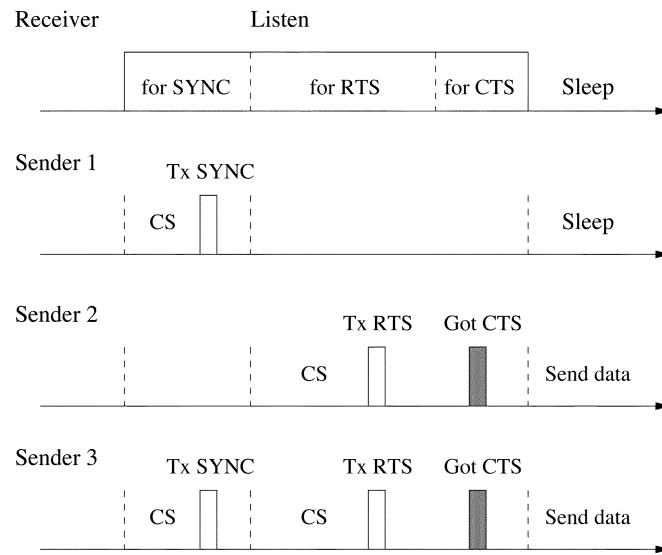 Receiver
Listen
for SYNC
for RTS
for CTS
Sleep
Sender 1
Tx SYNC
CS
Sleep
Sender 2
Tx RTS
Got CTS
CS
Send data
Sender 3
Tx SYNC
Tx RTS
Got CTS
CS
CS
Send data